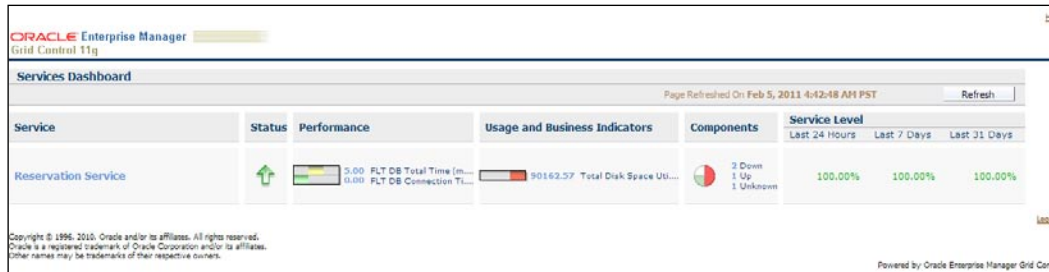 ORACLE Enterprise Manager
Grid Control 11g
Services Dashboard
Page Refreshed On Feb 5, 2011 4:42:48 AM PST Refresh
Service Status Performance Usage and Business Indicators Components Service Level
Last 24 Hours Last 7 Days Last 31 Days
Reservation Service
5.00 FLT DB Total Time (m...
0.00 FLT DB Connection Ti...
90162.57 Total Disk Space Uti...
2 Down
1 Up
1 Unknown
100.00% 100.00% 100.00%
Copyright © 1996, 2010, Oracle and/or its affiliates. All rights reserved.
Oracle is a registered trademark of Oracle Corporation and/or its affiliates.
Other names may be trademarks of their respective owners.
Powered by Oracle Enterprise Manager Grid Con